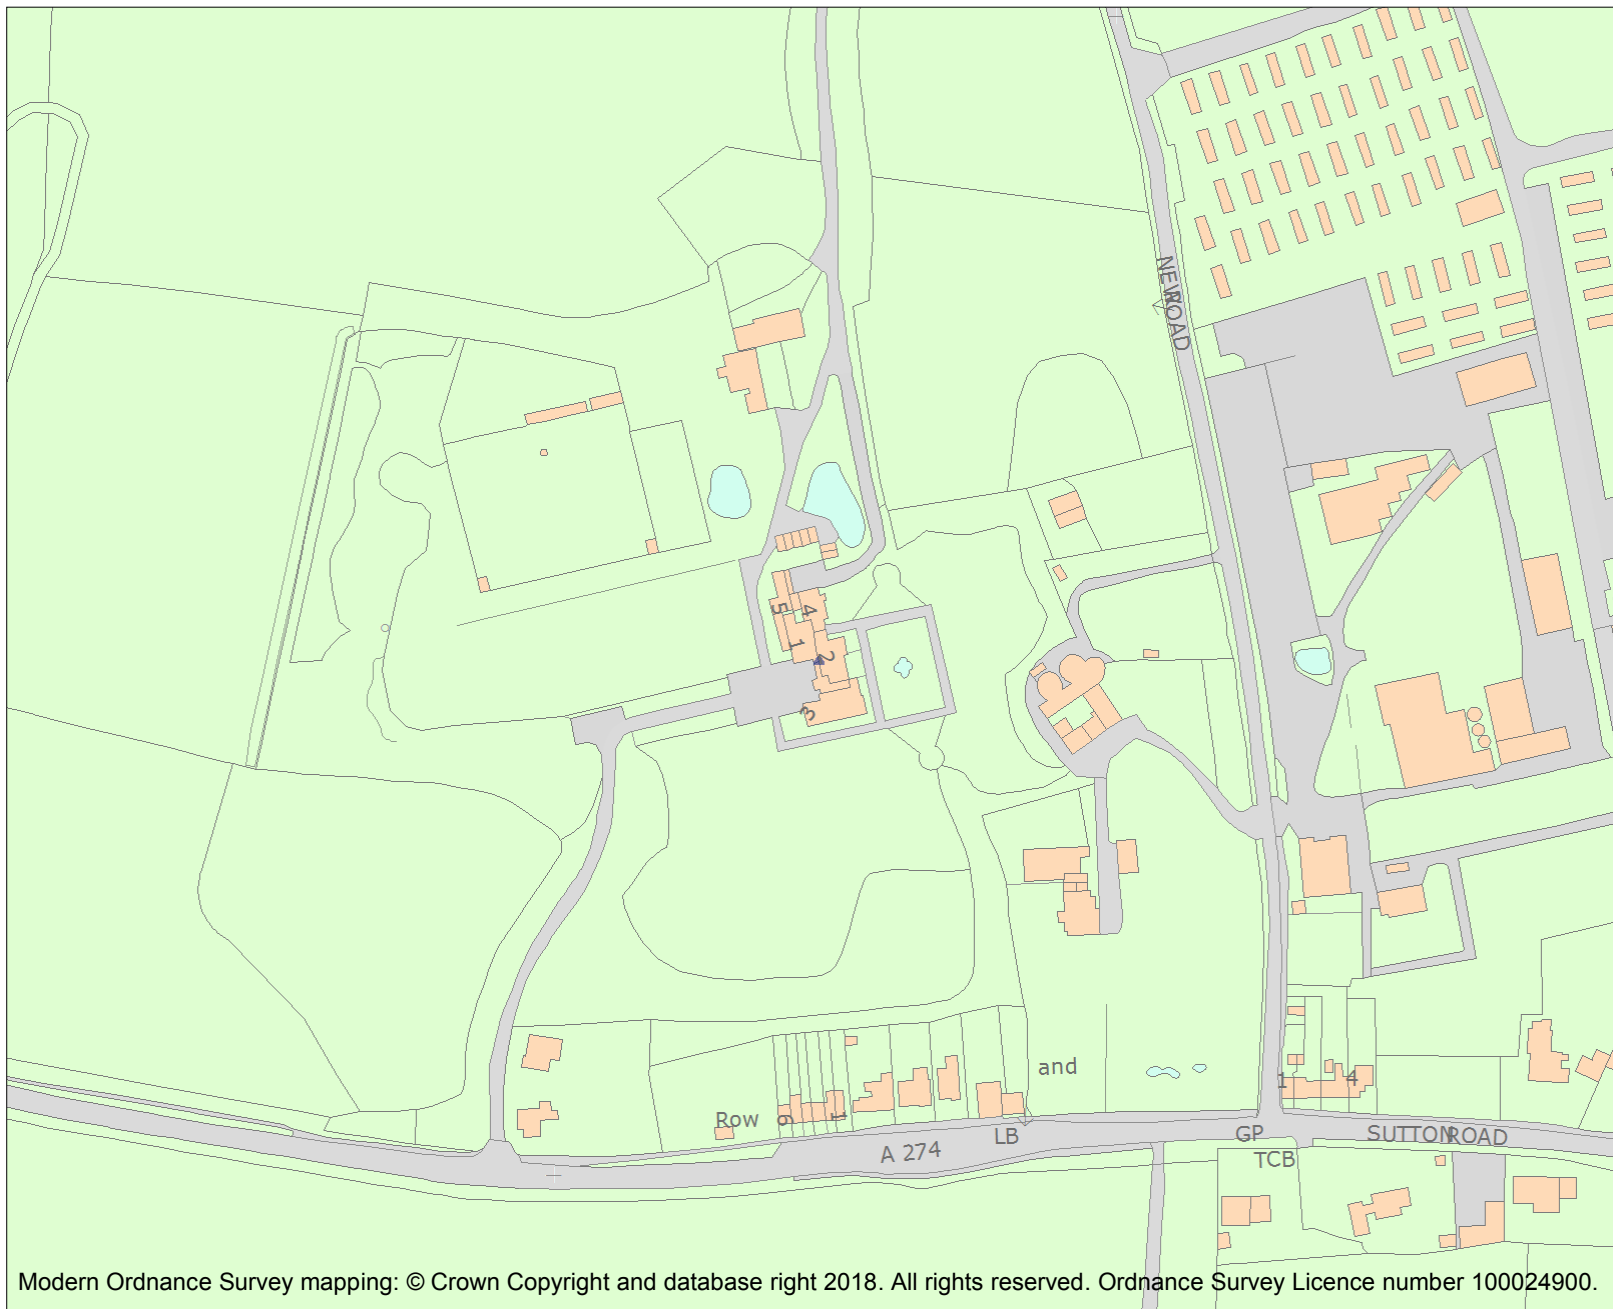 NEW ROAD
5
4
1
2
3
and
Row
6
1
1
4
LB
A 274
GP
SUTTON ROAD
TCB
Modern Ordnance Survey mapping: © Crown Copyright and database right 2018. All rights reserved. Ordnance Survey Licence number 100024900.